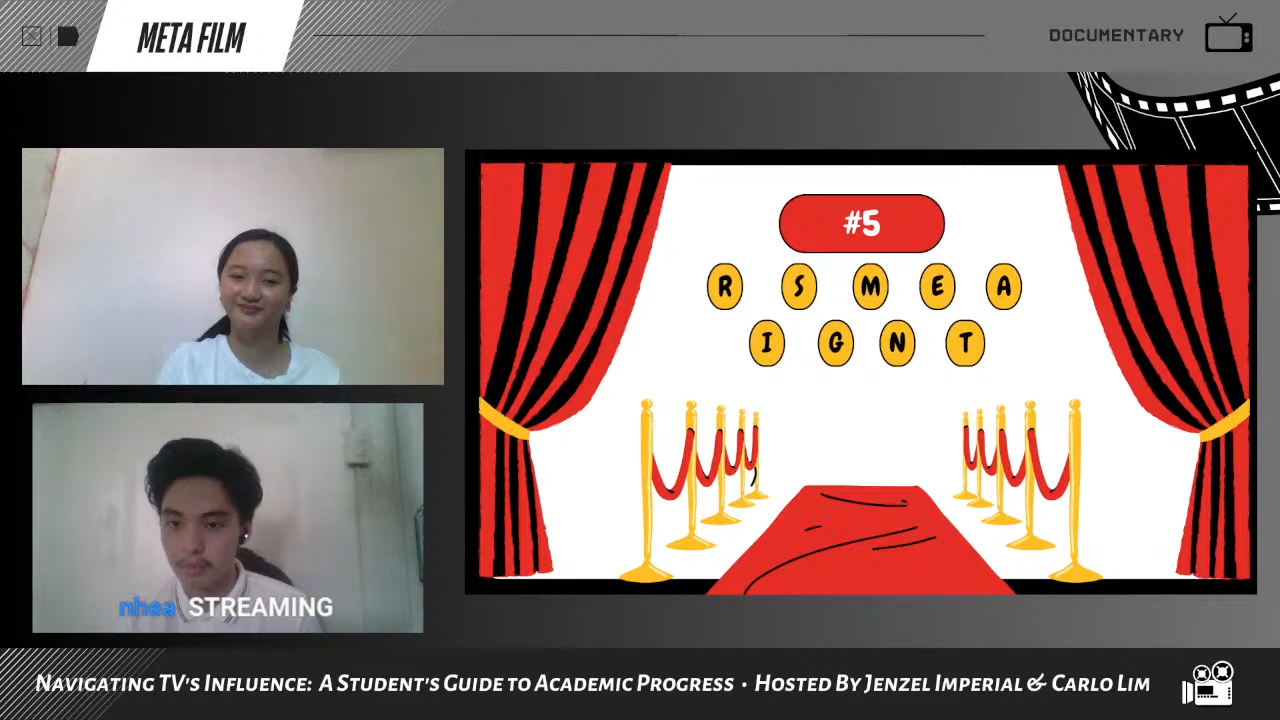 META FILM
DOCUMENTARY
#5
R S M E A
I G N T
nhea STREAMING
NAVIGATING TV'S INFLUENCE: A STUDENT'S GUIDE TO ACADEMIC PROGRESS • HOSTED BY JENZEL IMPERIAL & CARLO LIM